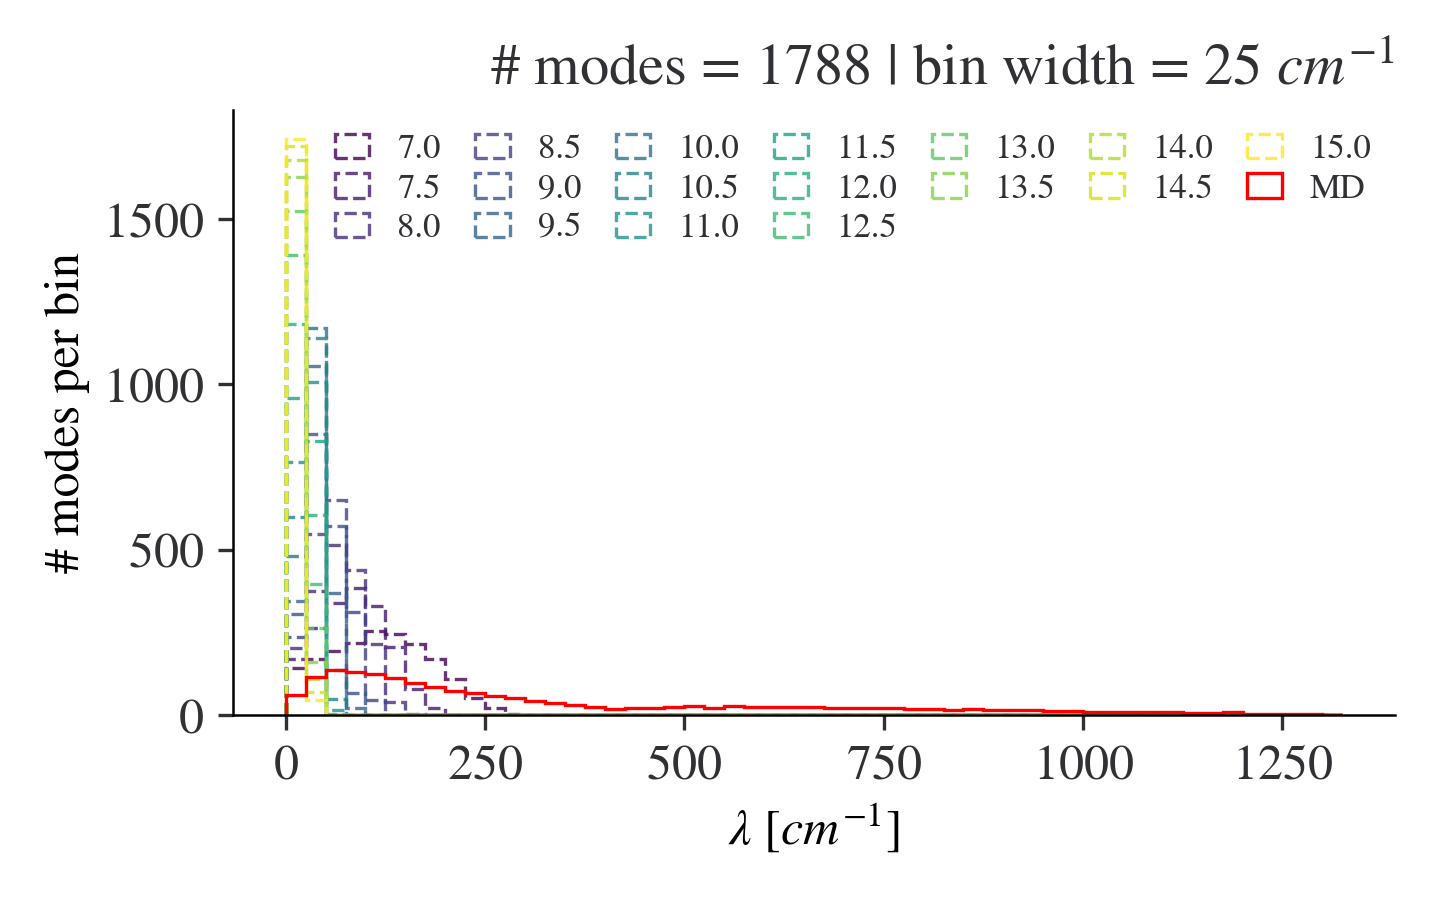 # modes = 1788 | bin width = 25 cm⁻¹
7.0 8.5 10.0 11.5 13.0 14.0 15.0
7.5 9.0 10.5 12.0 13.5 14.5 MD
8.0 9.5 11.0 12.5
# modes per bin
1500
1000
500
0
0 250 500 750 1000 1250
λ [cm⁻¹]